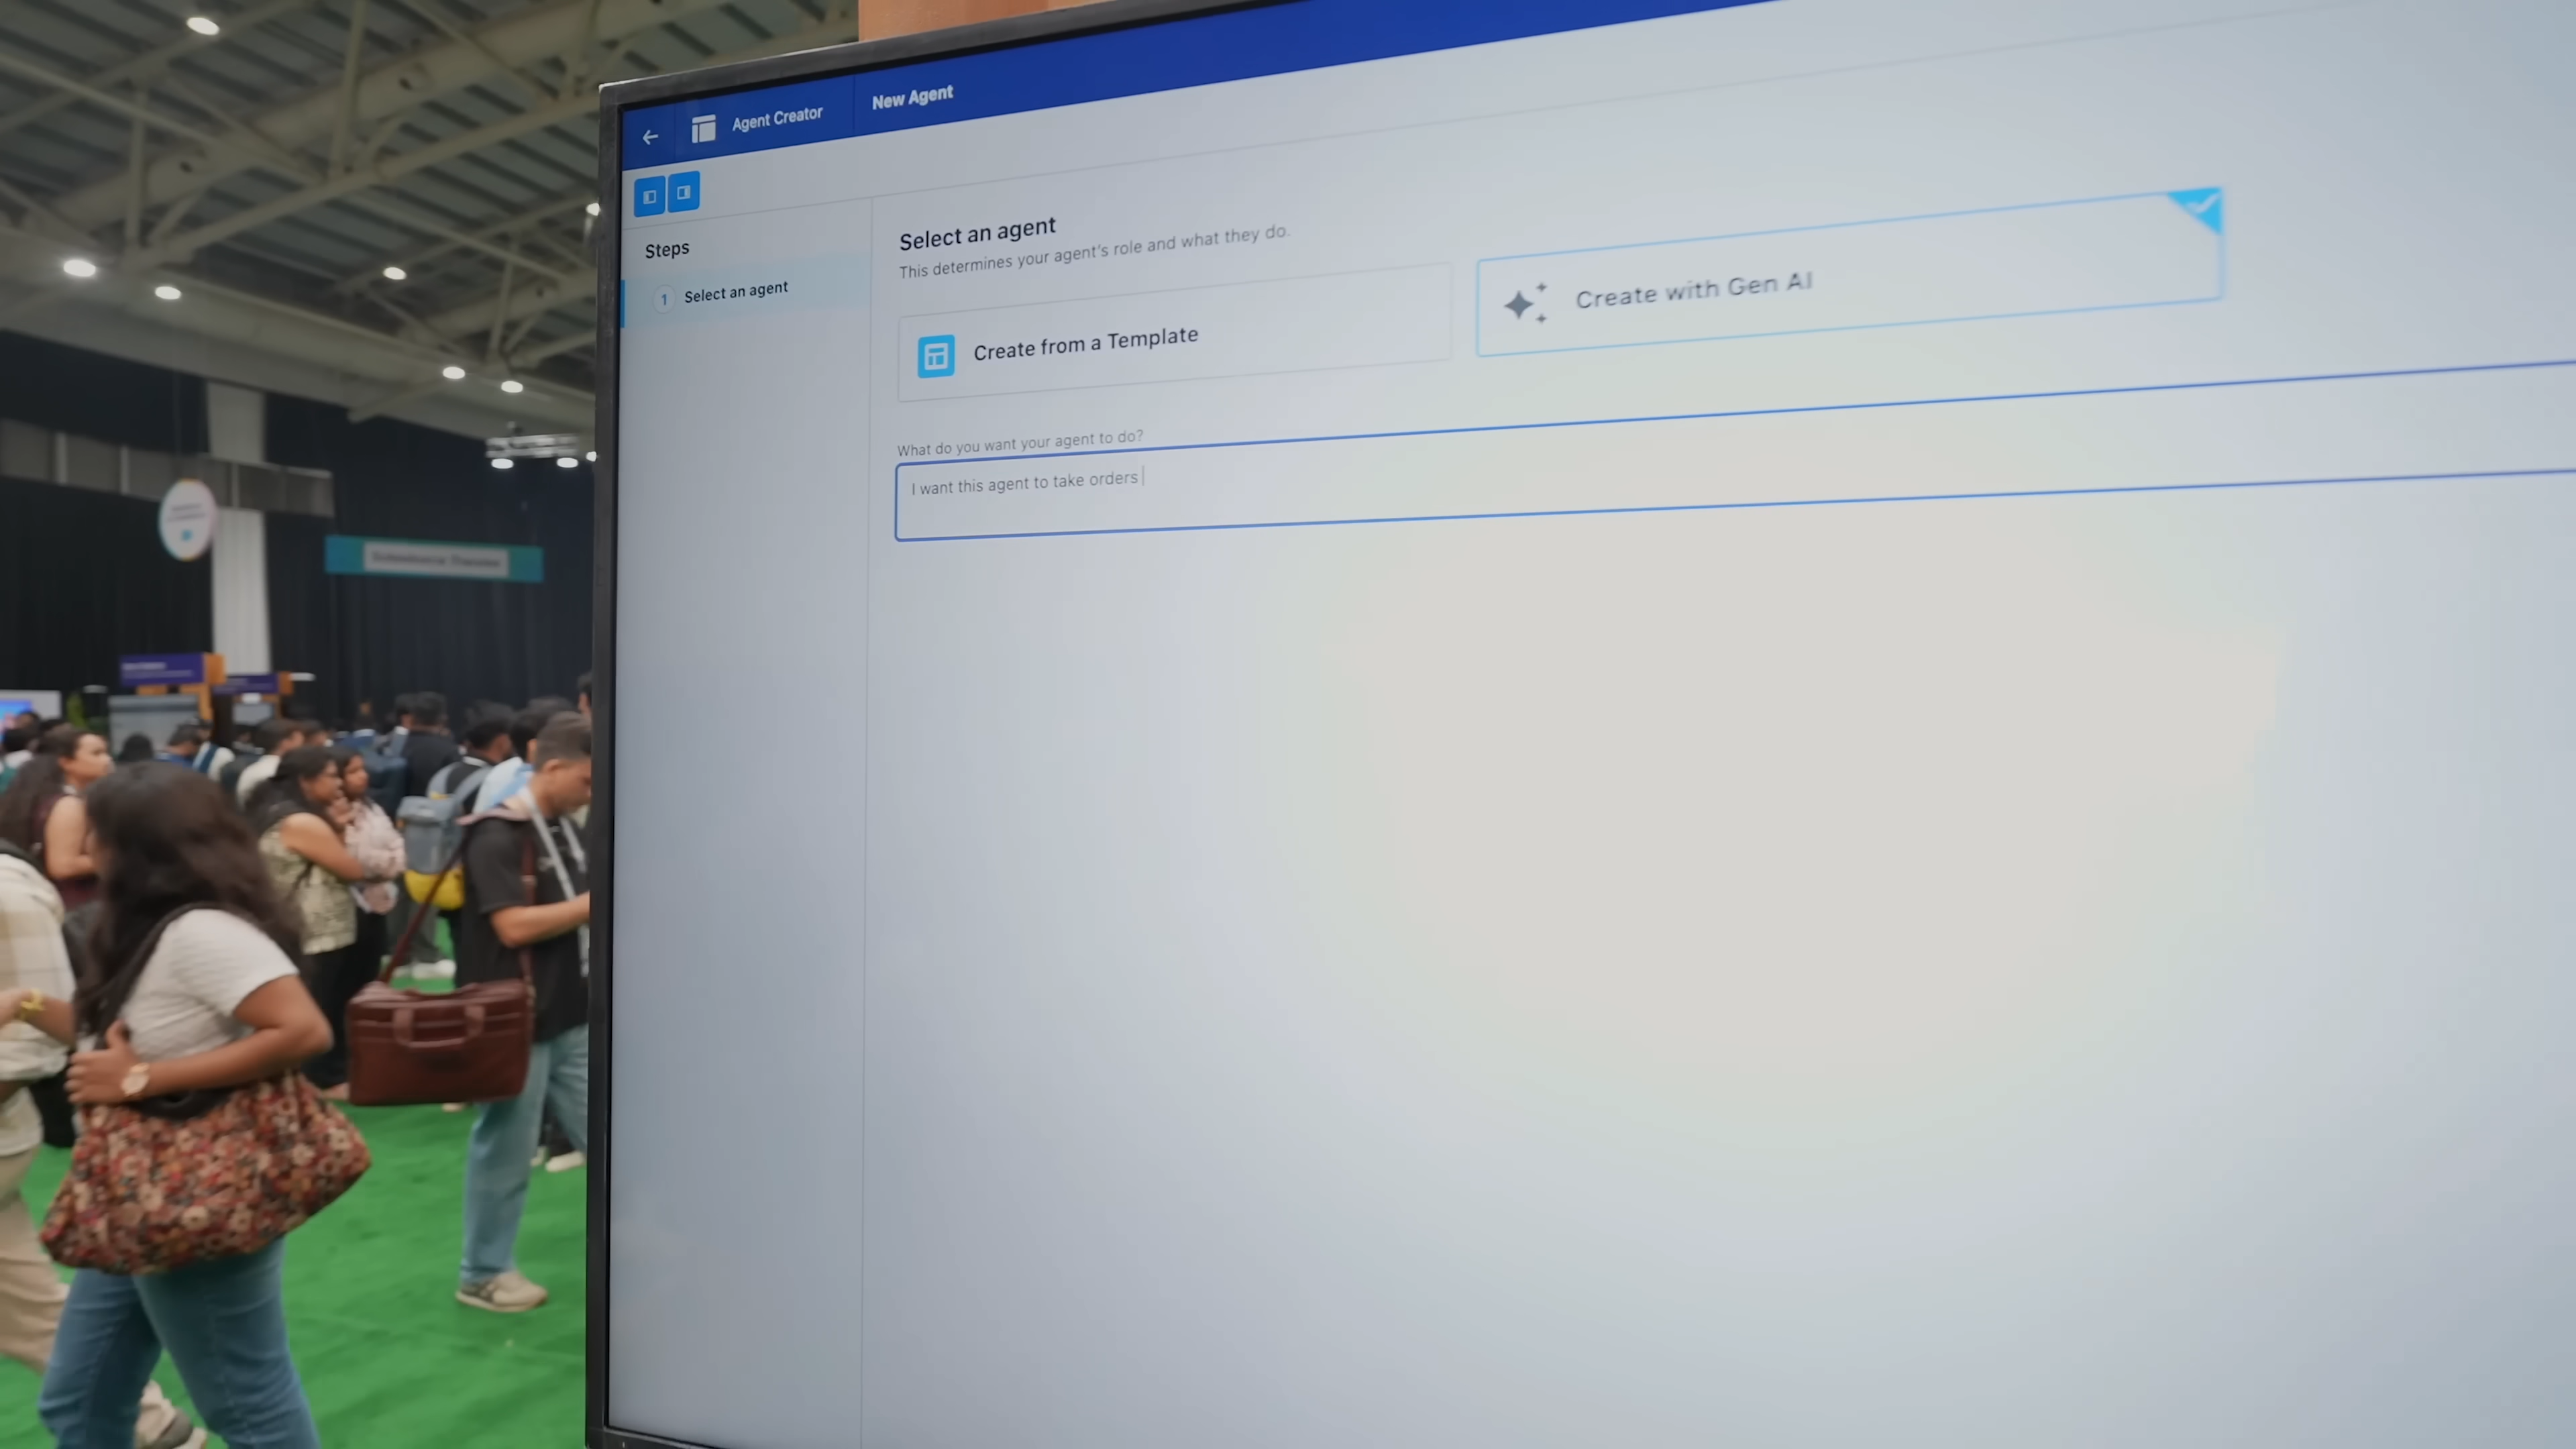 Agent Creator
New Agent
Steps
1 Select an agent
Select an agent
This determines your agent's role and what they do.
Create from a Template
Create with Gen AI
What do you want your agent to do?
I want this agent to take orders